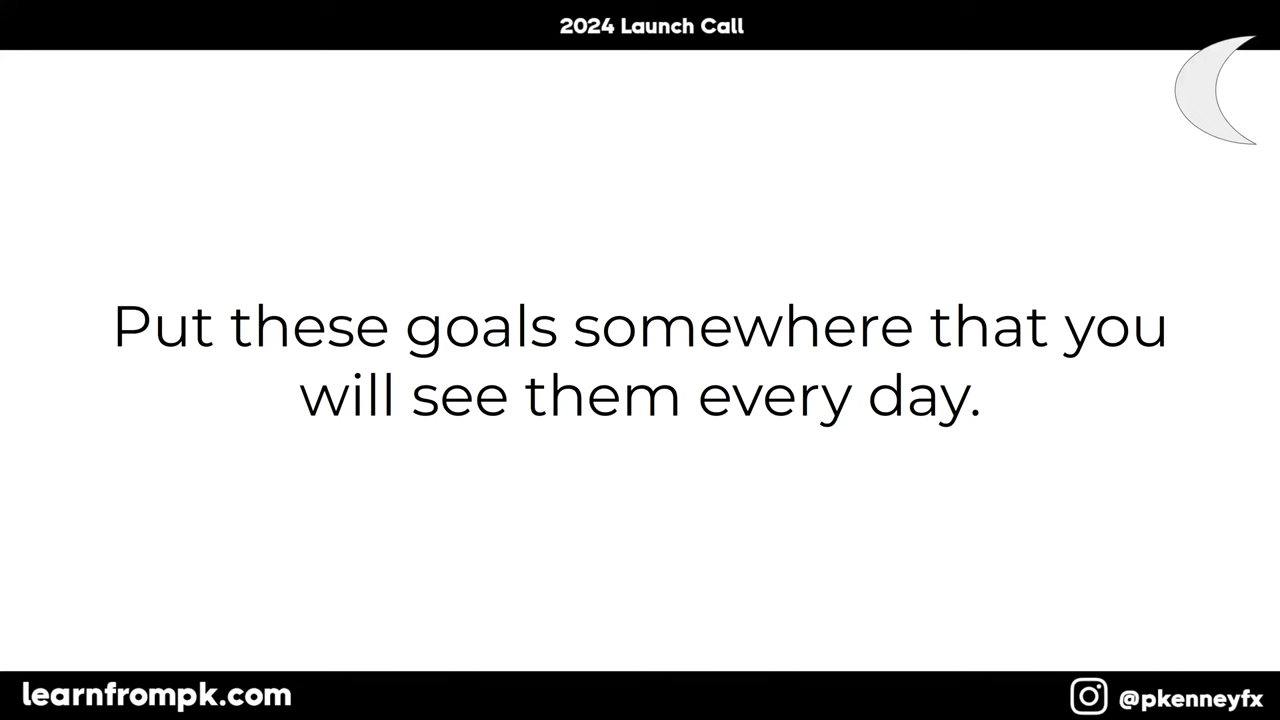 2024 Launch Call
Put these goals somewhere that you
will see them every day.
learnfrompk.com
@pkenneyfx